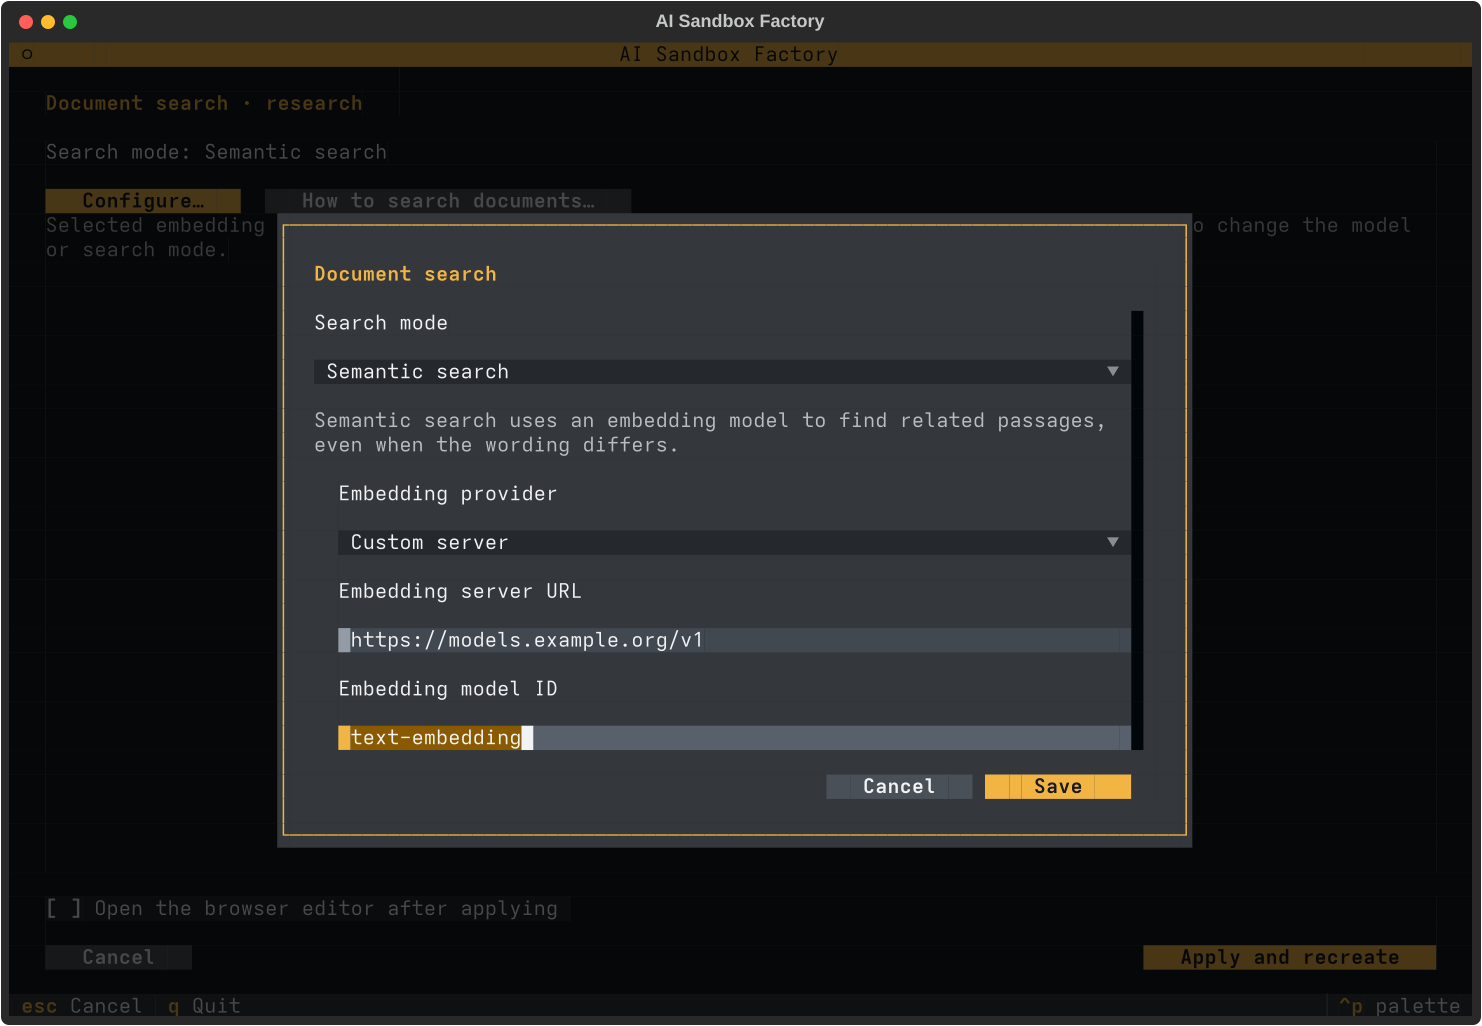 AI Sandbox Factory
AI Sandbox Factory
Document search · research
Search mode: Semantic search
Configure… How to search documents…
Selected embedding o change the model
or search mode.
Document search
Search mode
Semantic search ▼
Semantic search uses an embedding model to find related passages,
even when the wording differs.
Embedding provider
Custom server ▼
Embedding server URL
https://models.example.org/v1
Embedding model ID
text-embedding
Cancel Save
[ ] Open the browser editor after applying
Cancel Apply and recreate
esc Cancel q Quit ^p palette